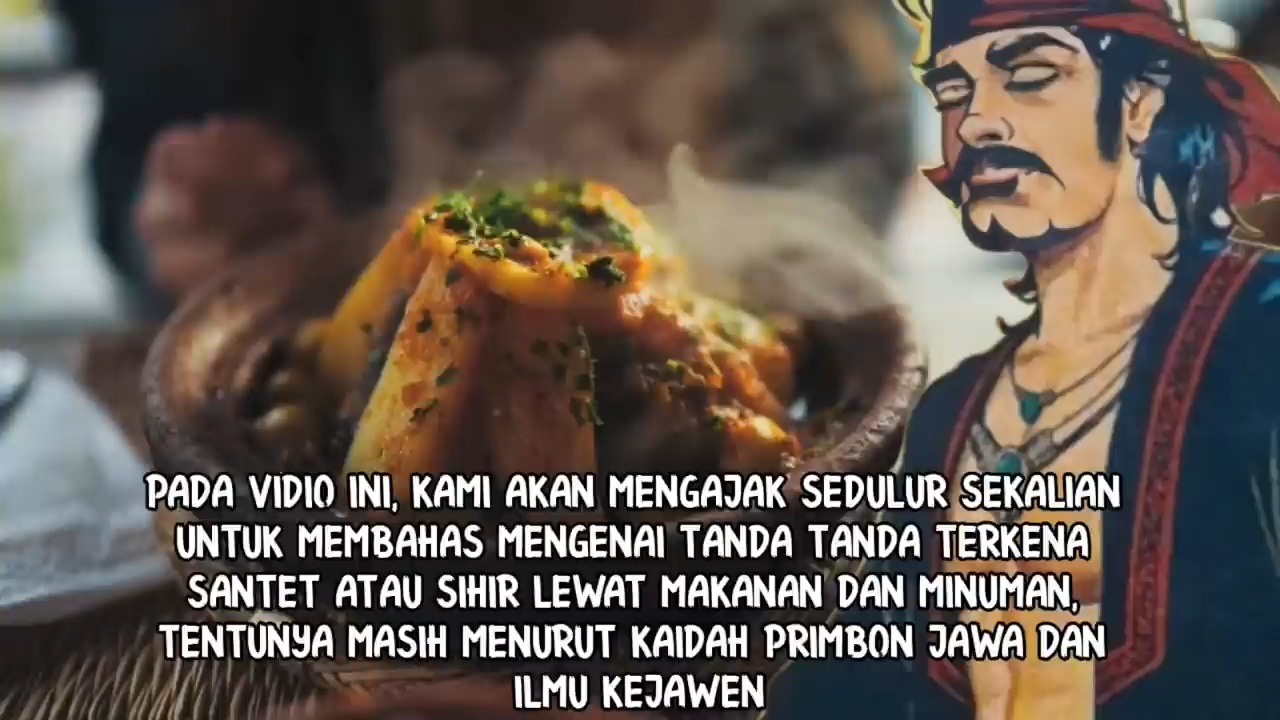 PADA VIDIO INI, KAMI AKAN MENGAJAK SEDULUR SEKALIAN
UNTUK MEMBAHAS MENGENAI TANDA TANDA TERKENA
SANTET ATAU SIHIR LEWAT MAKANAN DAN MINUMAN,
TENTUNYA MASIH MENURUT KAIDAH PRIMBON JAWA DAN
ILMU KEJAWEN